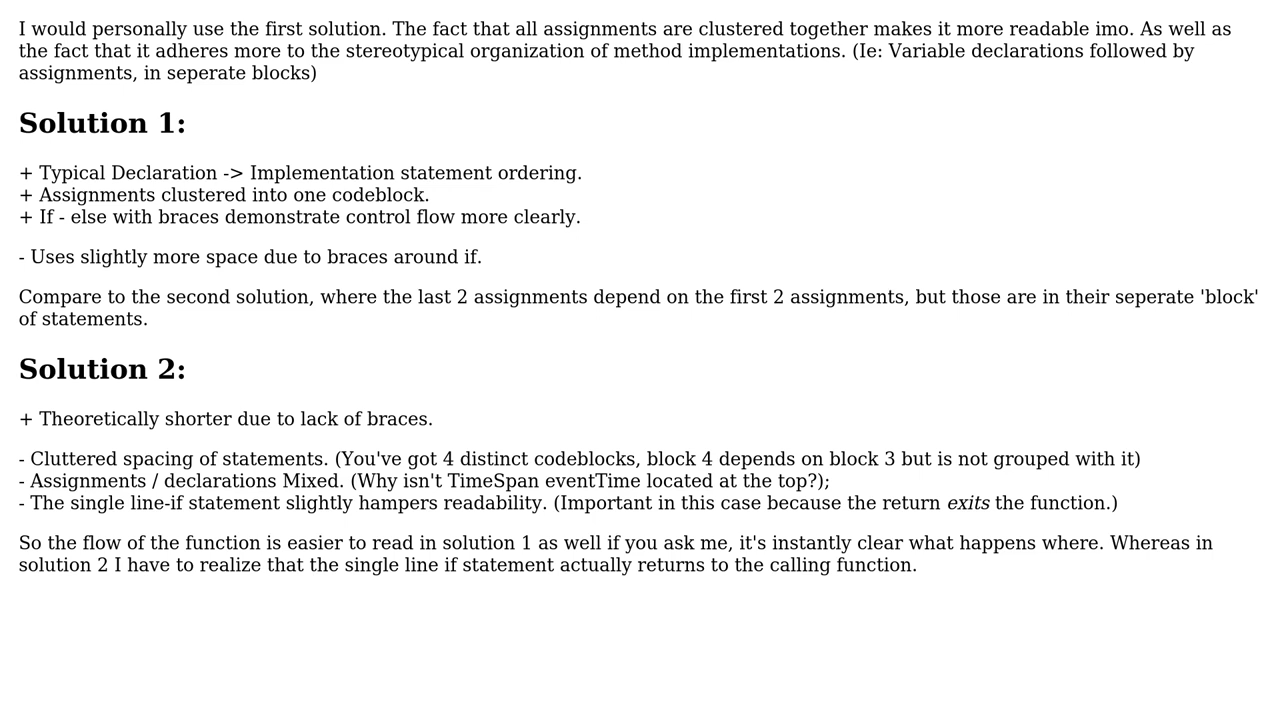 I would personally use the first solution. The fact that all assignments are clustered together makes it more readable imo. As well as
the fact that it adheres more to the stereotypical organization of method implementations. (Ie: Variable declarations followed by
assignments, in seperate blocks)
Solution 1:
+ Typical Declaration -> Implementation statement ordering.
+ Assignments clustered into one codeblock.
+ If - else with braces demonstrate control flow more clearly.
- Uses slightly more space due to braces around if.
Compare to the second solution, where the last 2 assignments depend on the first 2 assignments, but those are in their seperate 'block'
of statements.
Solution 2:
+ Theoretically shorter due to lack of braces.
- Cluttered spacing of statements. (You've got 4 distinct codeblocks, block 4 depends on block 3 but is not grouped with it)
- Assignments / declarations Mixed. (Why isn't TimeSpan eventTime located at the top?);
- The single line-if statement slightly hampers readability. (Important in this case because the return exits the function.)
So the flow of the function is easier to read in solution 1 as well if you ask me, it's instantly clear what happens where. Whereas in
solution 2 I have to realize that the single line if statement actually returns to the calling function.